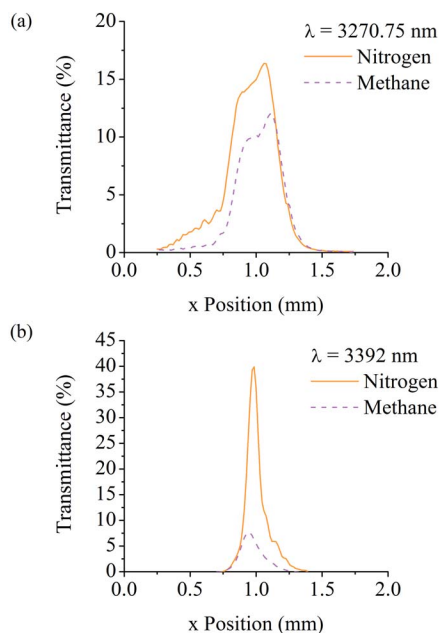 (a)
λ = 3270.75 nm
Nitrogen
Methane
Transmittance (%)
20
15
10
5
0
0.0 0.5 1.0 1.5 2.0
x Position (mm)
(b)
λ = 3392 nm
Nitrogen
Methane
Transmittance (%)
45
40
35
30
25
20
15
10
5
0
0.0 0.5 1.0 1.5 2.0
x Position (mm)